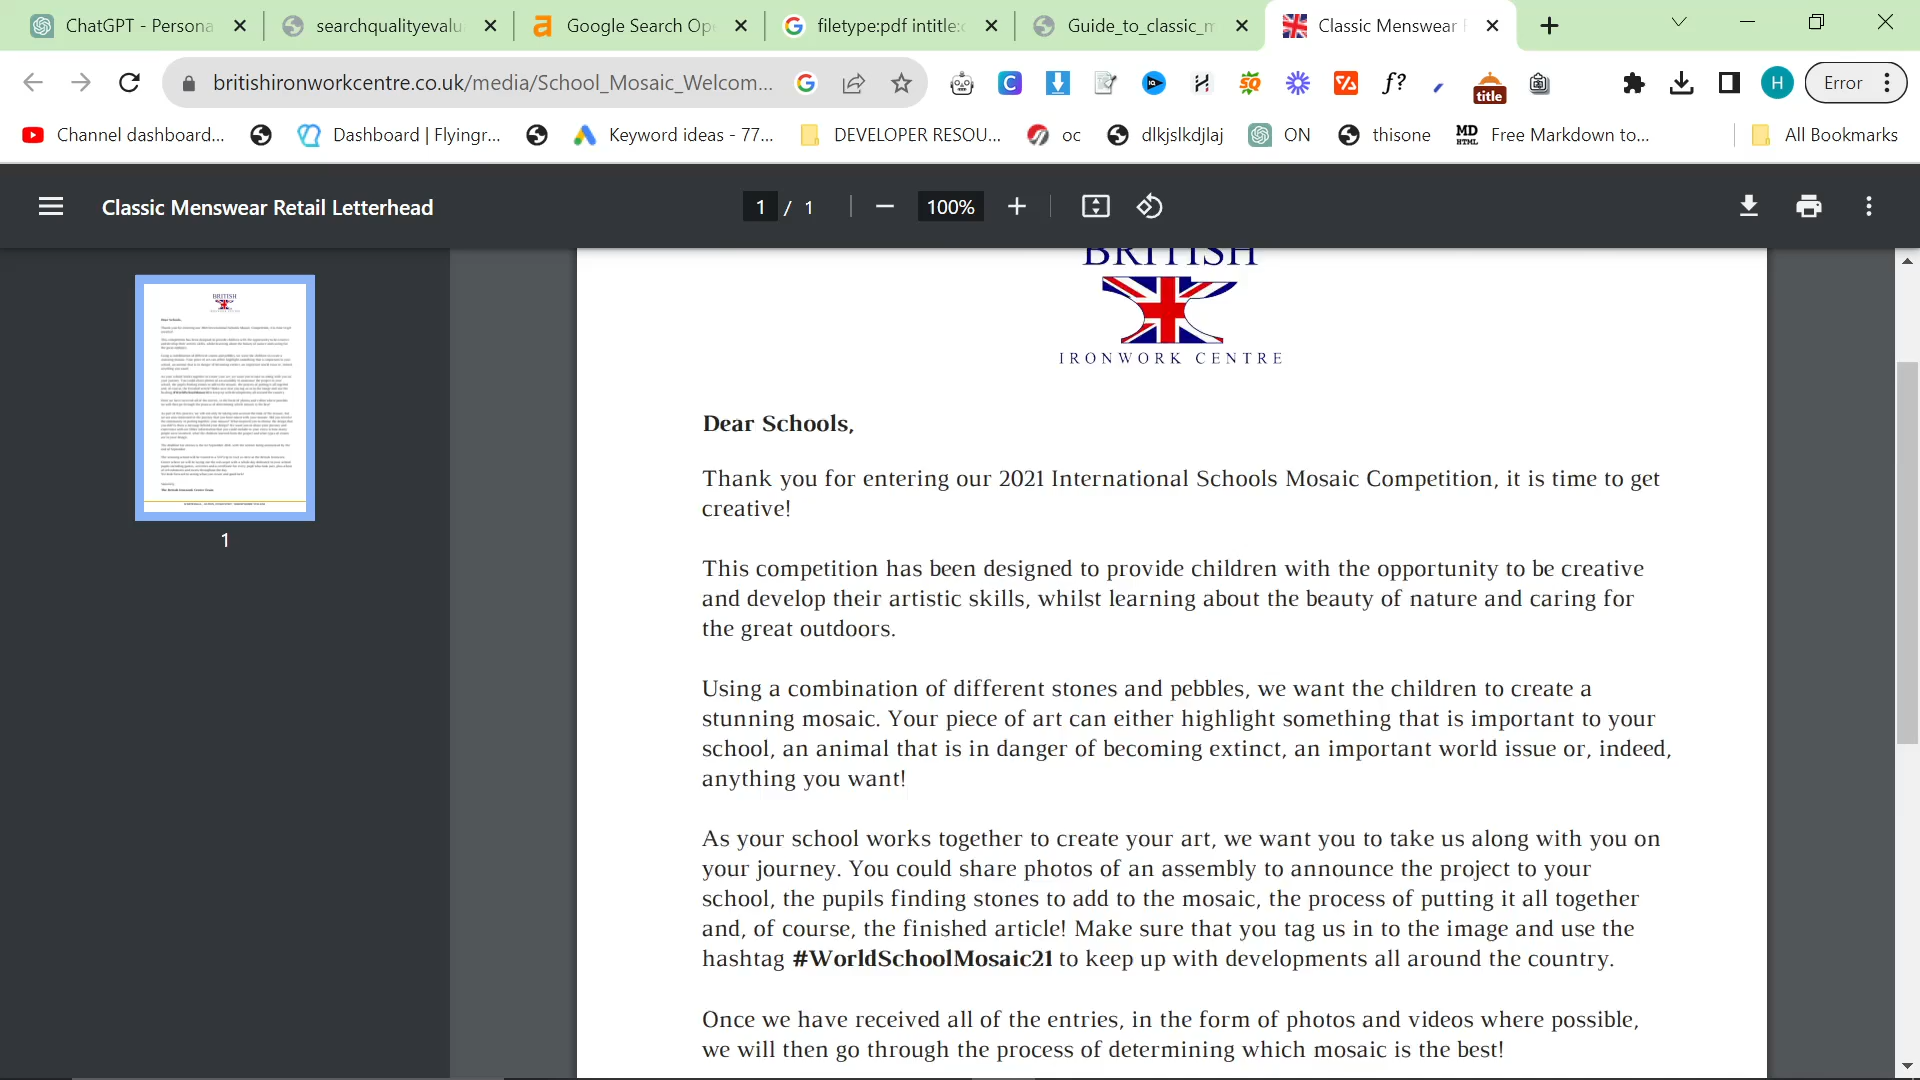 ChatGPT - Persona
searchqualityevalu
Google Search Op
filetype:pdf intitle:c
Guide_to_classic_m
Classic Menswear
britishironworkcentre.co.uk/media/School_Mosaic_Welcom...
title
H
Error
Channel dashboard...
Dashboard | Flyingr...
Keyword ideas - 77...
DEVELOPER RESOU...
oc
dlkjslkdjlaj
ON
thisone
MD
HTML
Free Markdown to...
All Bookmarks
Classic Menswear Retail Letterhead
1 / 1
100%
1
BRITISH
IRONWORK CENTRE
Dear Schools,
Thank you for entering our 2021 International Schools Mosaic Competition, it is time to get
creative!
This competition has been designed to provide children with the opportunity to be creative
and develop their artistic skills, whilst learning about the beauty of nature and caring for
the great outdoors.
Using a combination of different stones and pebbles, we want the children to create a
stunning mosaic. Your piece of art can either highlight something that is important to your
school, an animal that is in danger of becoming extinct, an important world issue or, indeed,
anything you want!
As your school works together to create your art, we want you to take us along with you on
your journey. You could share photos of an assembly to announce the project to your
school, the pupils finding stones to add to the mosaic, the process of putting it all together
and, of course, the finished article! Make sure that you tag us in to the image and use the
hashtag #WorldSchoolMosaic21 to keep up with developments all around the country.
Once we have received all of the entries, in the form of photos and videos where possible,
we will then go through the process of determining which mosaic is the best!